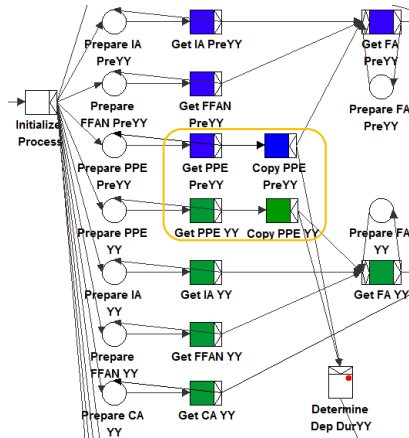 Prepare IA
PreYY
Get IA PreYY
Get FA
PreYY
Prepare
FFAN PreYY
Get FFAN
PreYY
Prepare FA
PreYY
Initialize
Process
Prepare PPE
PreYY
Get PPE
PreYY
Copy PPE
PreYY
Prepare PPE
YY
Get PPE YY
Copy PPE YY
Prepare FA
YY
Prepare IA
YY
Get IA YY
Get FA YY
Prepare
FFAN YY
Get FFAN YY
Prepare CA
YY
Get CA YY
Determine
Dep DurYY